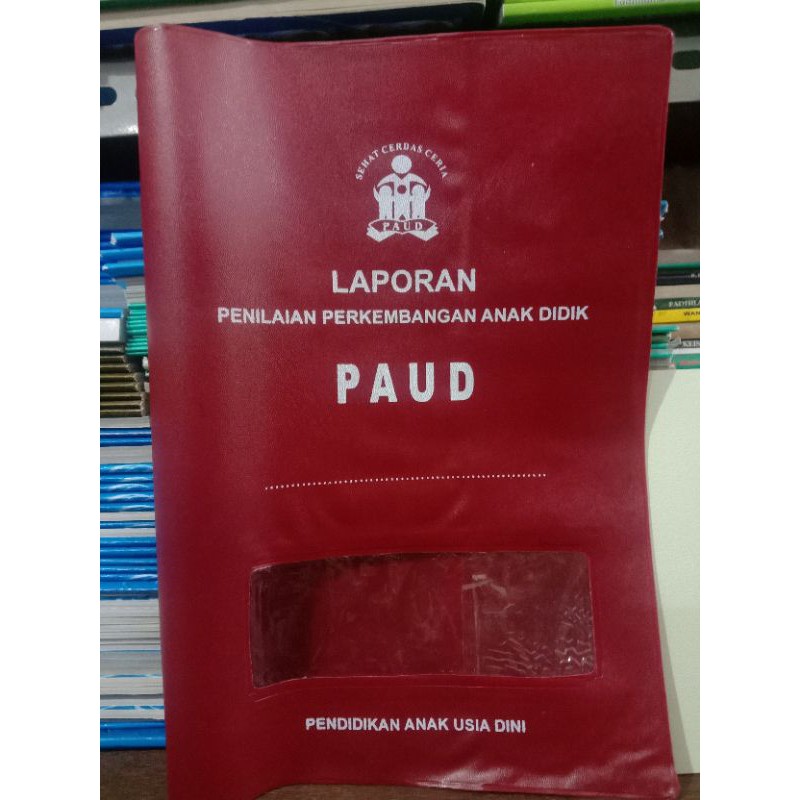 SEHAT CERDAS CERIA
PAUD
LAPORAN
PENILAIAN PERKEMBANGAN ANAK DIDIK
PAUD
................................................................
PENDIDIKAN ANAK USIA DINI